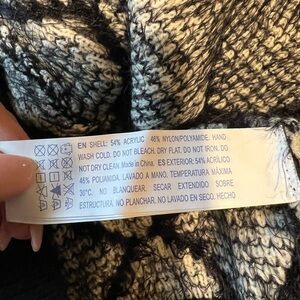 EN SHELL: 54% ACRYLIC 46% NYLON/POLYAMIDE. HAND
WASH COLD. DO NOT BLEACH. DRY FLAT. DO NOT IRON. DO
NOT DRY CLEAN. Made in China. ES EXTERIOR: 54% ACRÍLICO
46% POLIAMIDA. LAVADO A MANO. TEMPERATURA MÁXIMA
30°C. NO BLANQUEAR. SECAR EXTENDIDO SOBRE
ESTRUCTURA. NO PLANCHAR. NO LAVADO EN SECO. HECHO